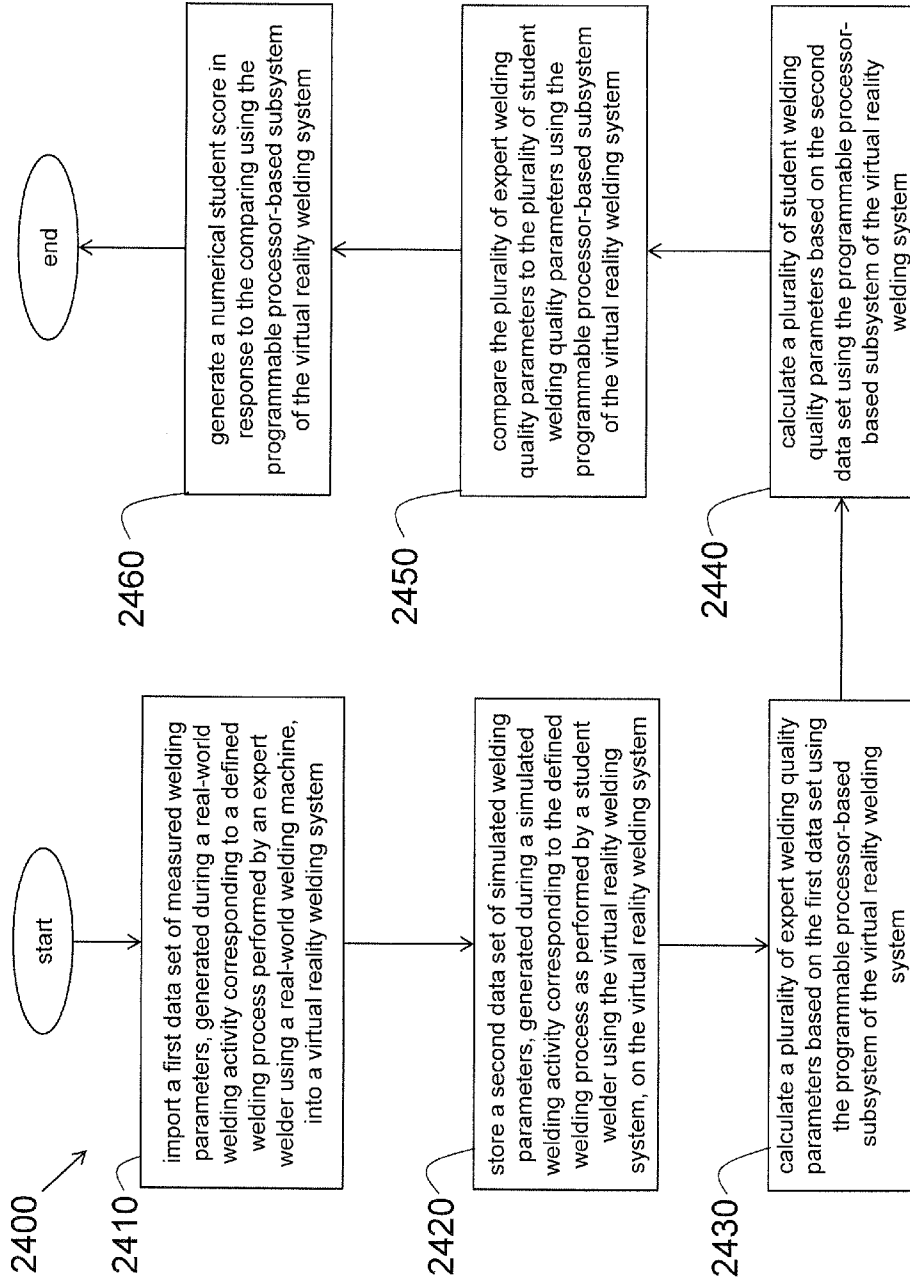 2400
start
2410
import a first data set of measured welding
parameters, generated during a real-world
welding activity corresponding to a defined
welding process performed by an expert
welder using a real-world welding machine,
into a virtual reality welding system
2420
store a second data set of simulated welding
parameters, generated during a simulated
welding activity corresponding to the defined
welding process as performed by a student
welder using the virtual reality welding
system, on the virtual reality welding system
2430
calculate a plurality of expert welding quality
parameters based on the first data set using
the programmable processor-based
subsystem of the virtual reality welding
system
2440
calculate a plurality of student welding
quality parameters based on the second
data set using the programmable processor-
based subsystem of the virtual reality
welding system
2450
compare the plurality of expert welding
quality parameters to the plurality of student
welding quality parameters using the
programmable processor-based subsystem
of the virtual reality welding system
2460
generate a numerical student score in
response to the comparing using the
programmable processor-based subsystem
of the virtual reality welding system
end